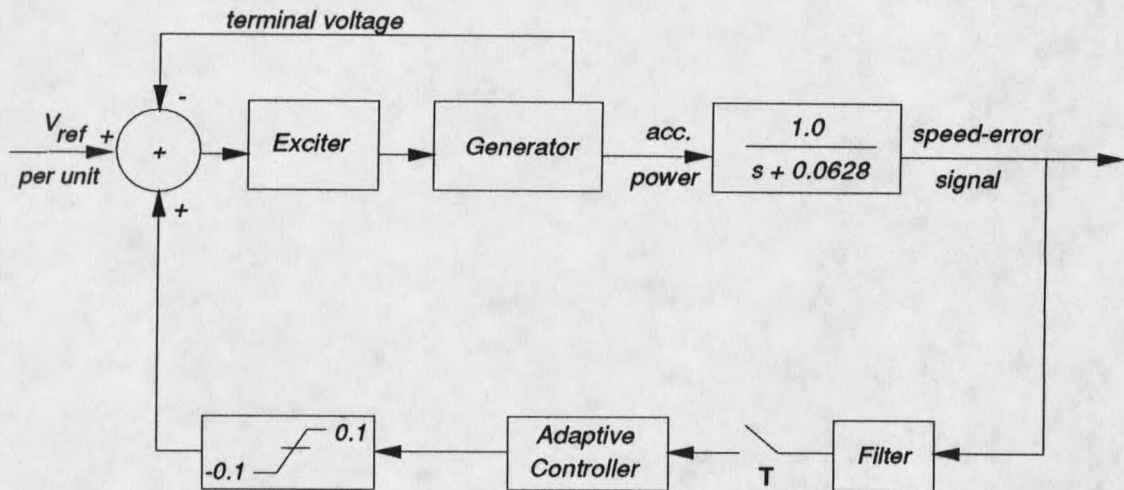 terminal voltage
-
V_ref +
per unit
+
+
Exciter
Generator
acc.
power
1.0
s + 0.0628
speed-error
signal
0.1
-0.1
Adaptive
Controller
T
Filter